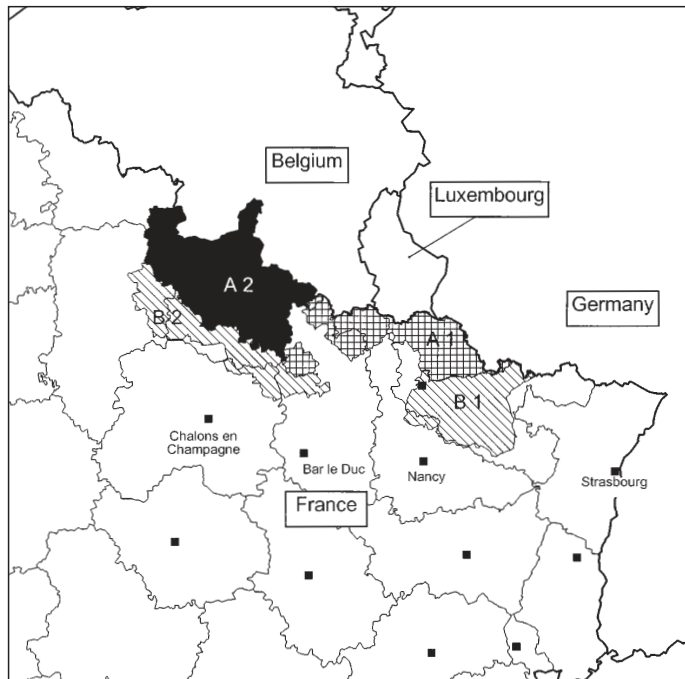 Belgium
Luxembourg
A 2
Germany
B 2
A 1
B 1
Chalons en
Champagne
Bar le Duc
Nancy
Strasbourg
France